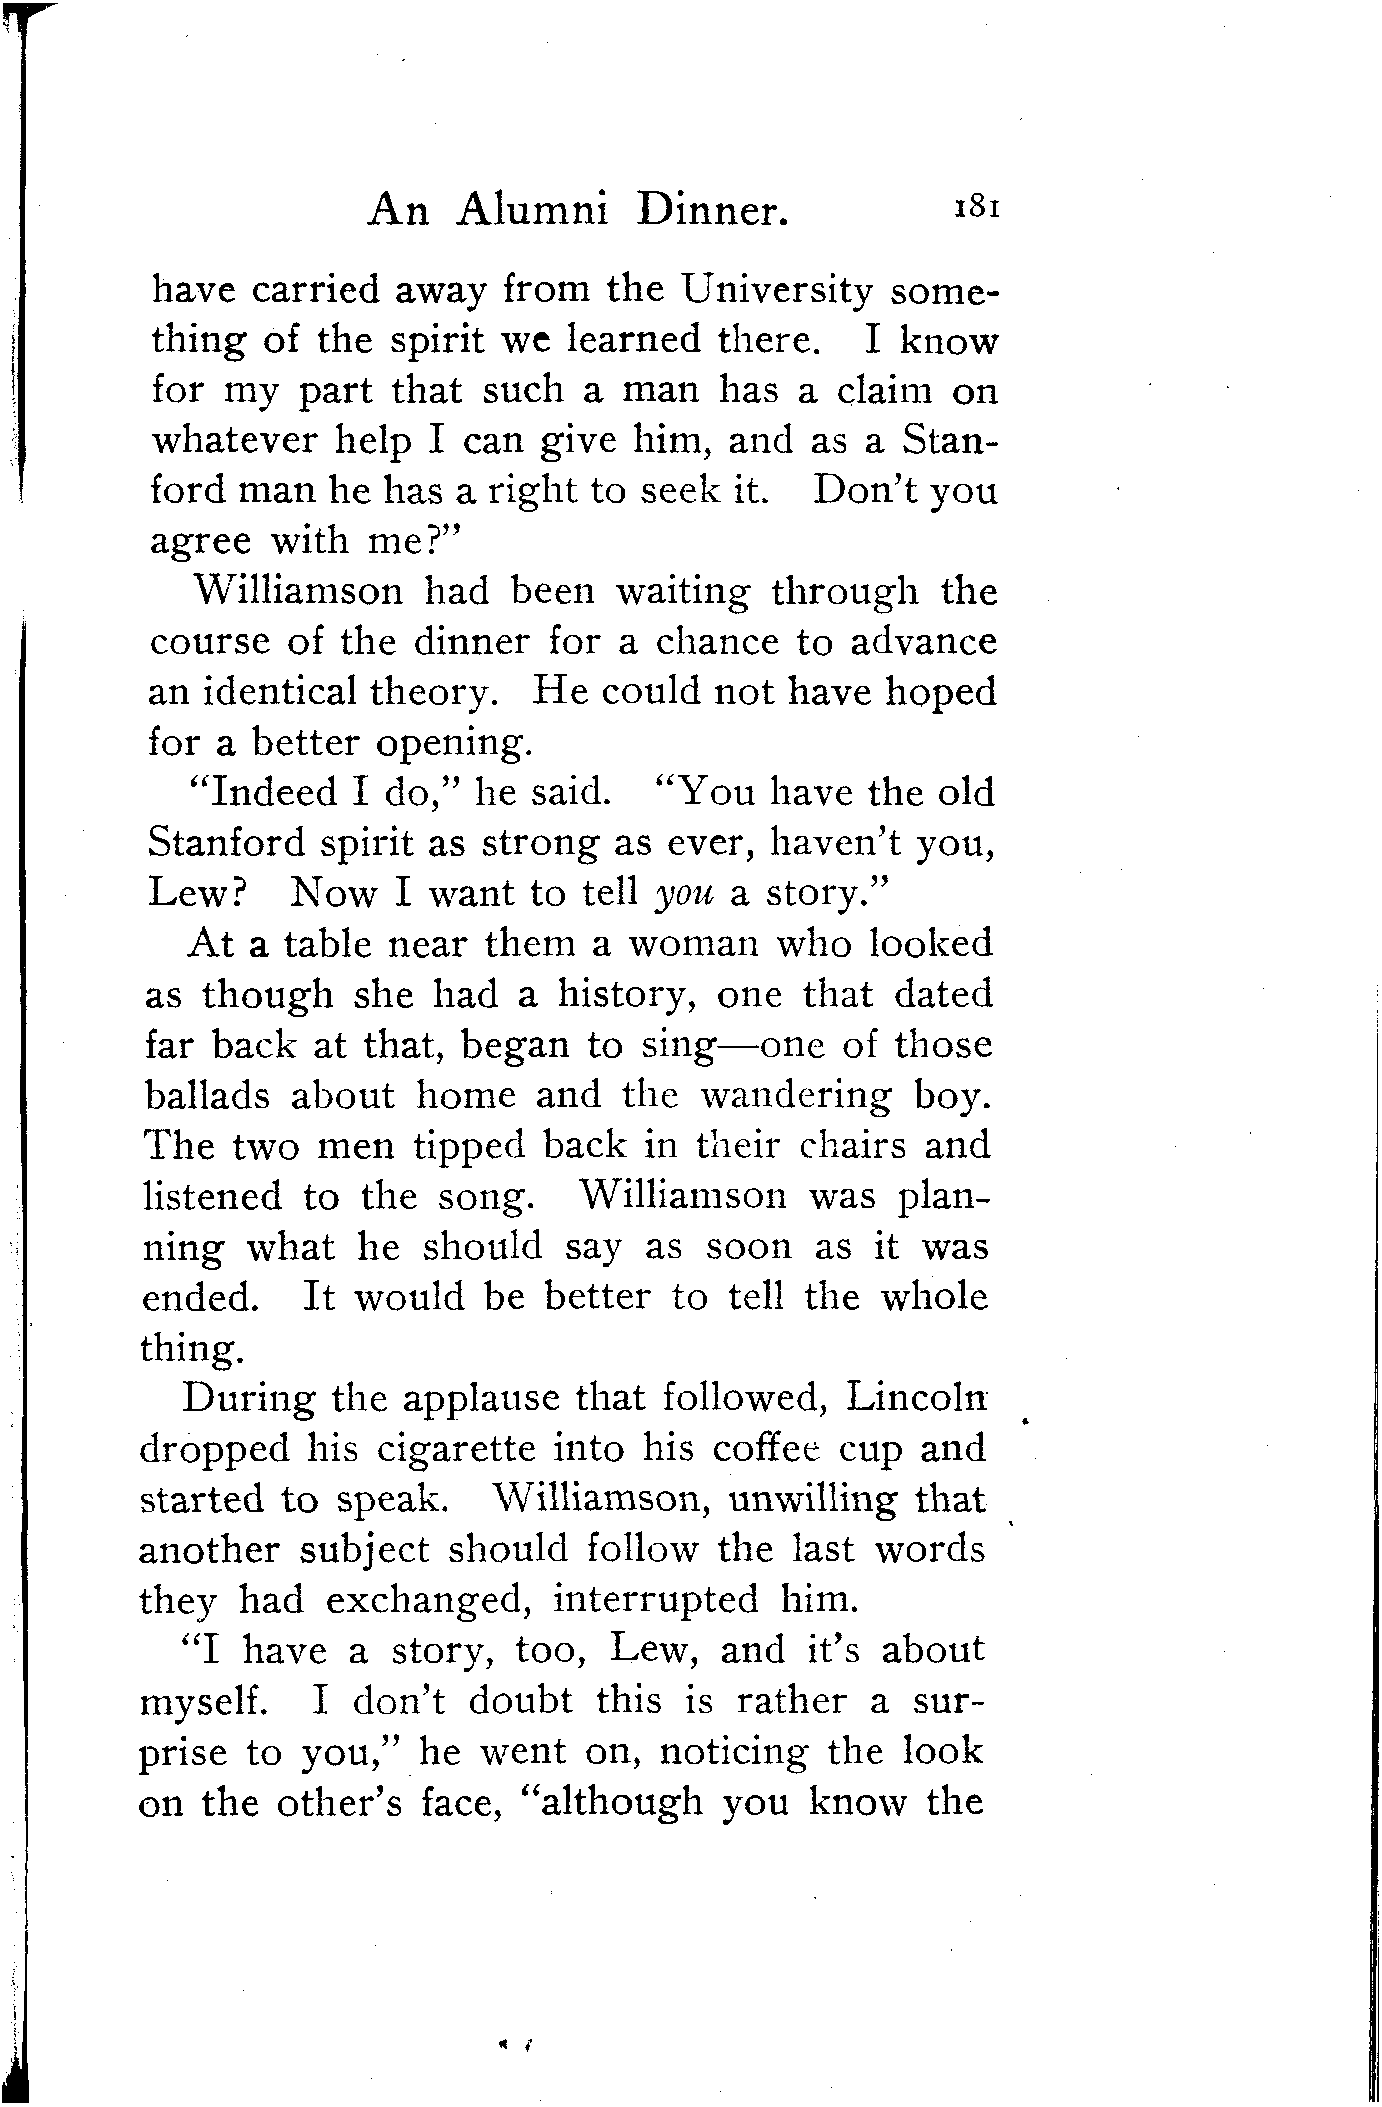 An Alumni Dinner. 181
have carried away from the University some-
thing of the spirit we learned there. I know
for my part that such a man has a claim on
whatever help I can give him, and as a Stan-
ford man he has a right to seek it. Don't you
agree with me?"
Williamson had been waiting through the
course of the dinner for a chance to advance
an identical theory. He could not have hoped
for a better opening.
"Indeed I do," he said. "You have the old
Stanford spirit as strong as ever, haven't you,
Lew? Now I want to tell you a story."
At a table near them a woman who looked
as though she had a history, one that dated
far back at that, began to sing—one of those
ballads about home and the wandering boy.
The two men tipped back in their chairs and
listened to the song. Williamson was plan-
ning what he should say as soon as it was
ended. It would be better to tell the whole
thing.
During the applause that followed, Lincoln
dropped his cigarette into his coffee cup and
started to speak. Williamson, unwilling that
another subject should follow the last words
they had exchanged, interrupted him.
"I have a story, too, Lew, and it's about
myself. I don't doubt this is rather a sur-
prise to you," he went on, noticing the look
on the other's face, "although you know the